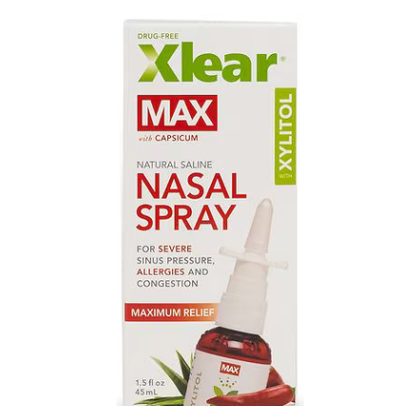 DRUG-FREE
Xlear®
MAX
with CAPSICUM
WITH XYLITOL
NATURAL SALINE
NASAL
SPRAY
FOR SEVERE
SINUS PRESSURE,
ALLERGIES AND
CONGESTION
MAXIMUM RELIEF
MAX
XYLITOL
1.5 fl oz
45 mL